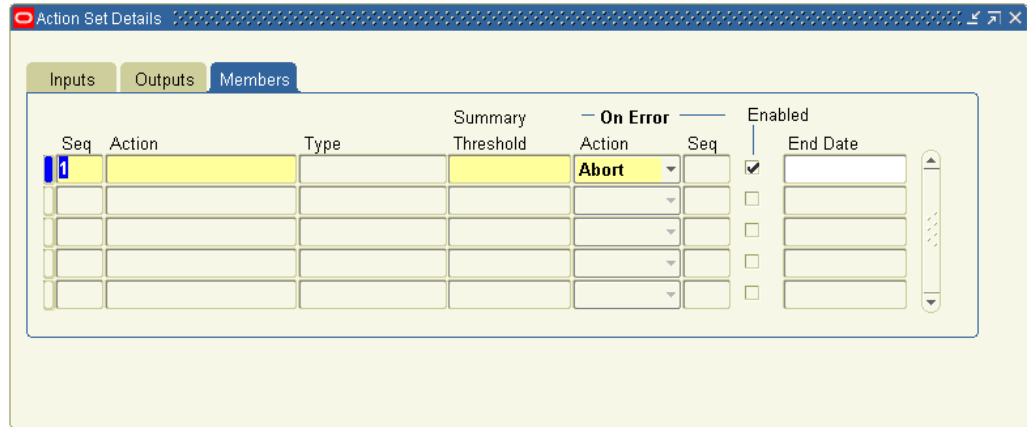 Action Set Details
Inputs Outputs Members
Summary On Error Enabled
Seq Action Type Threshold Action Seq End Date
1 Abort